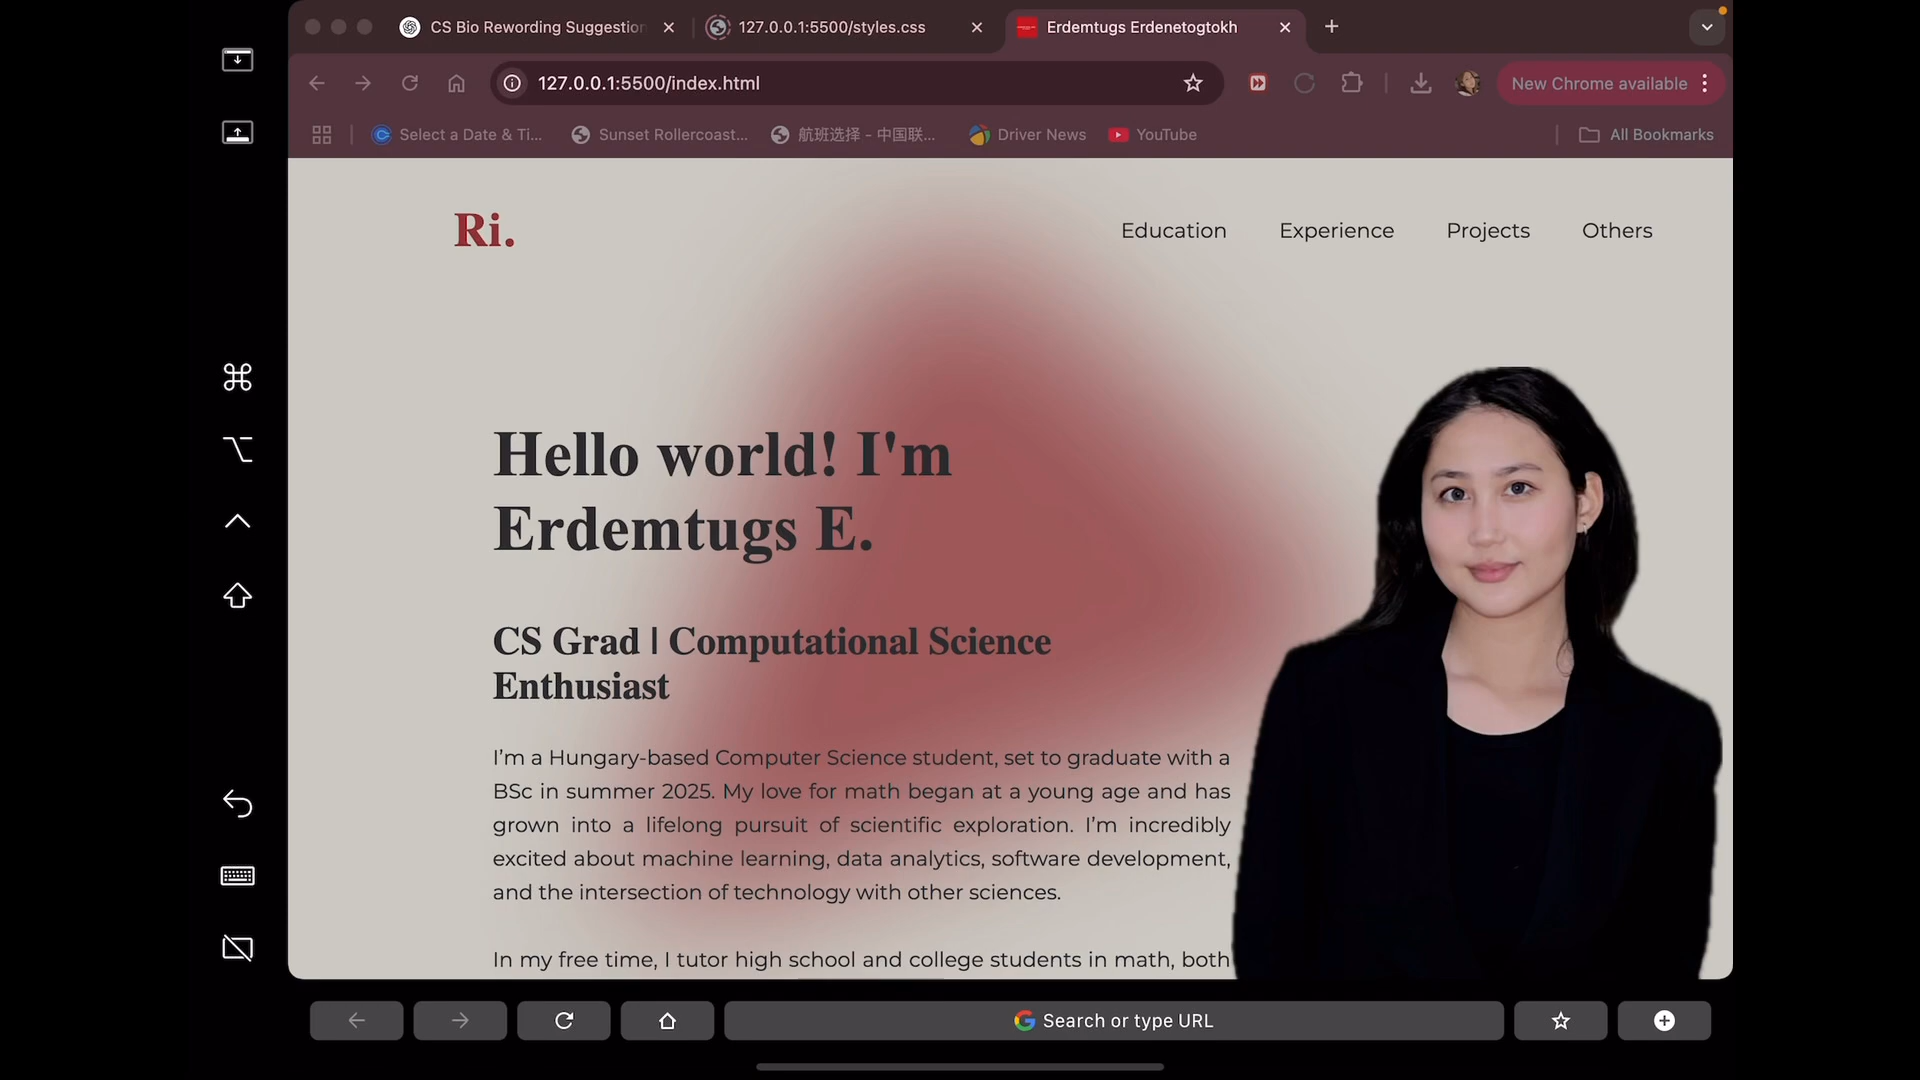 CS Bio Rewording Suggestion
127.0.0.1:5500/styles.css
Erdemtugs Erdenetogtokh
127.0.0.1:5500/index.html
New Chrome available
Select a Date & Ti...
Sunset Rollercoast...
航班选择 – 中国联...
Driver News
YouTube
All Bookmarks
Ri.
Education
Experience
Projects
Others
Hello world! I'm
Erdemtugs E.
CS Grad | Computational Science
Enthusiast
I’m a Hungary-based Computer Science student, set to graduate with a
BSc in summer 2025. My love for math began at a young age and has
grown into a lifelong pursuit of scientific exploration. I’m incredibly
excited about machine learning, data analytics, software development,
and the intersection of technology with other sciences.
In my free time, I tutor high school and college students in math, both
Search or type URL